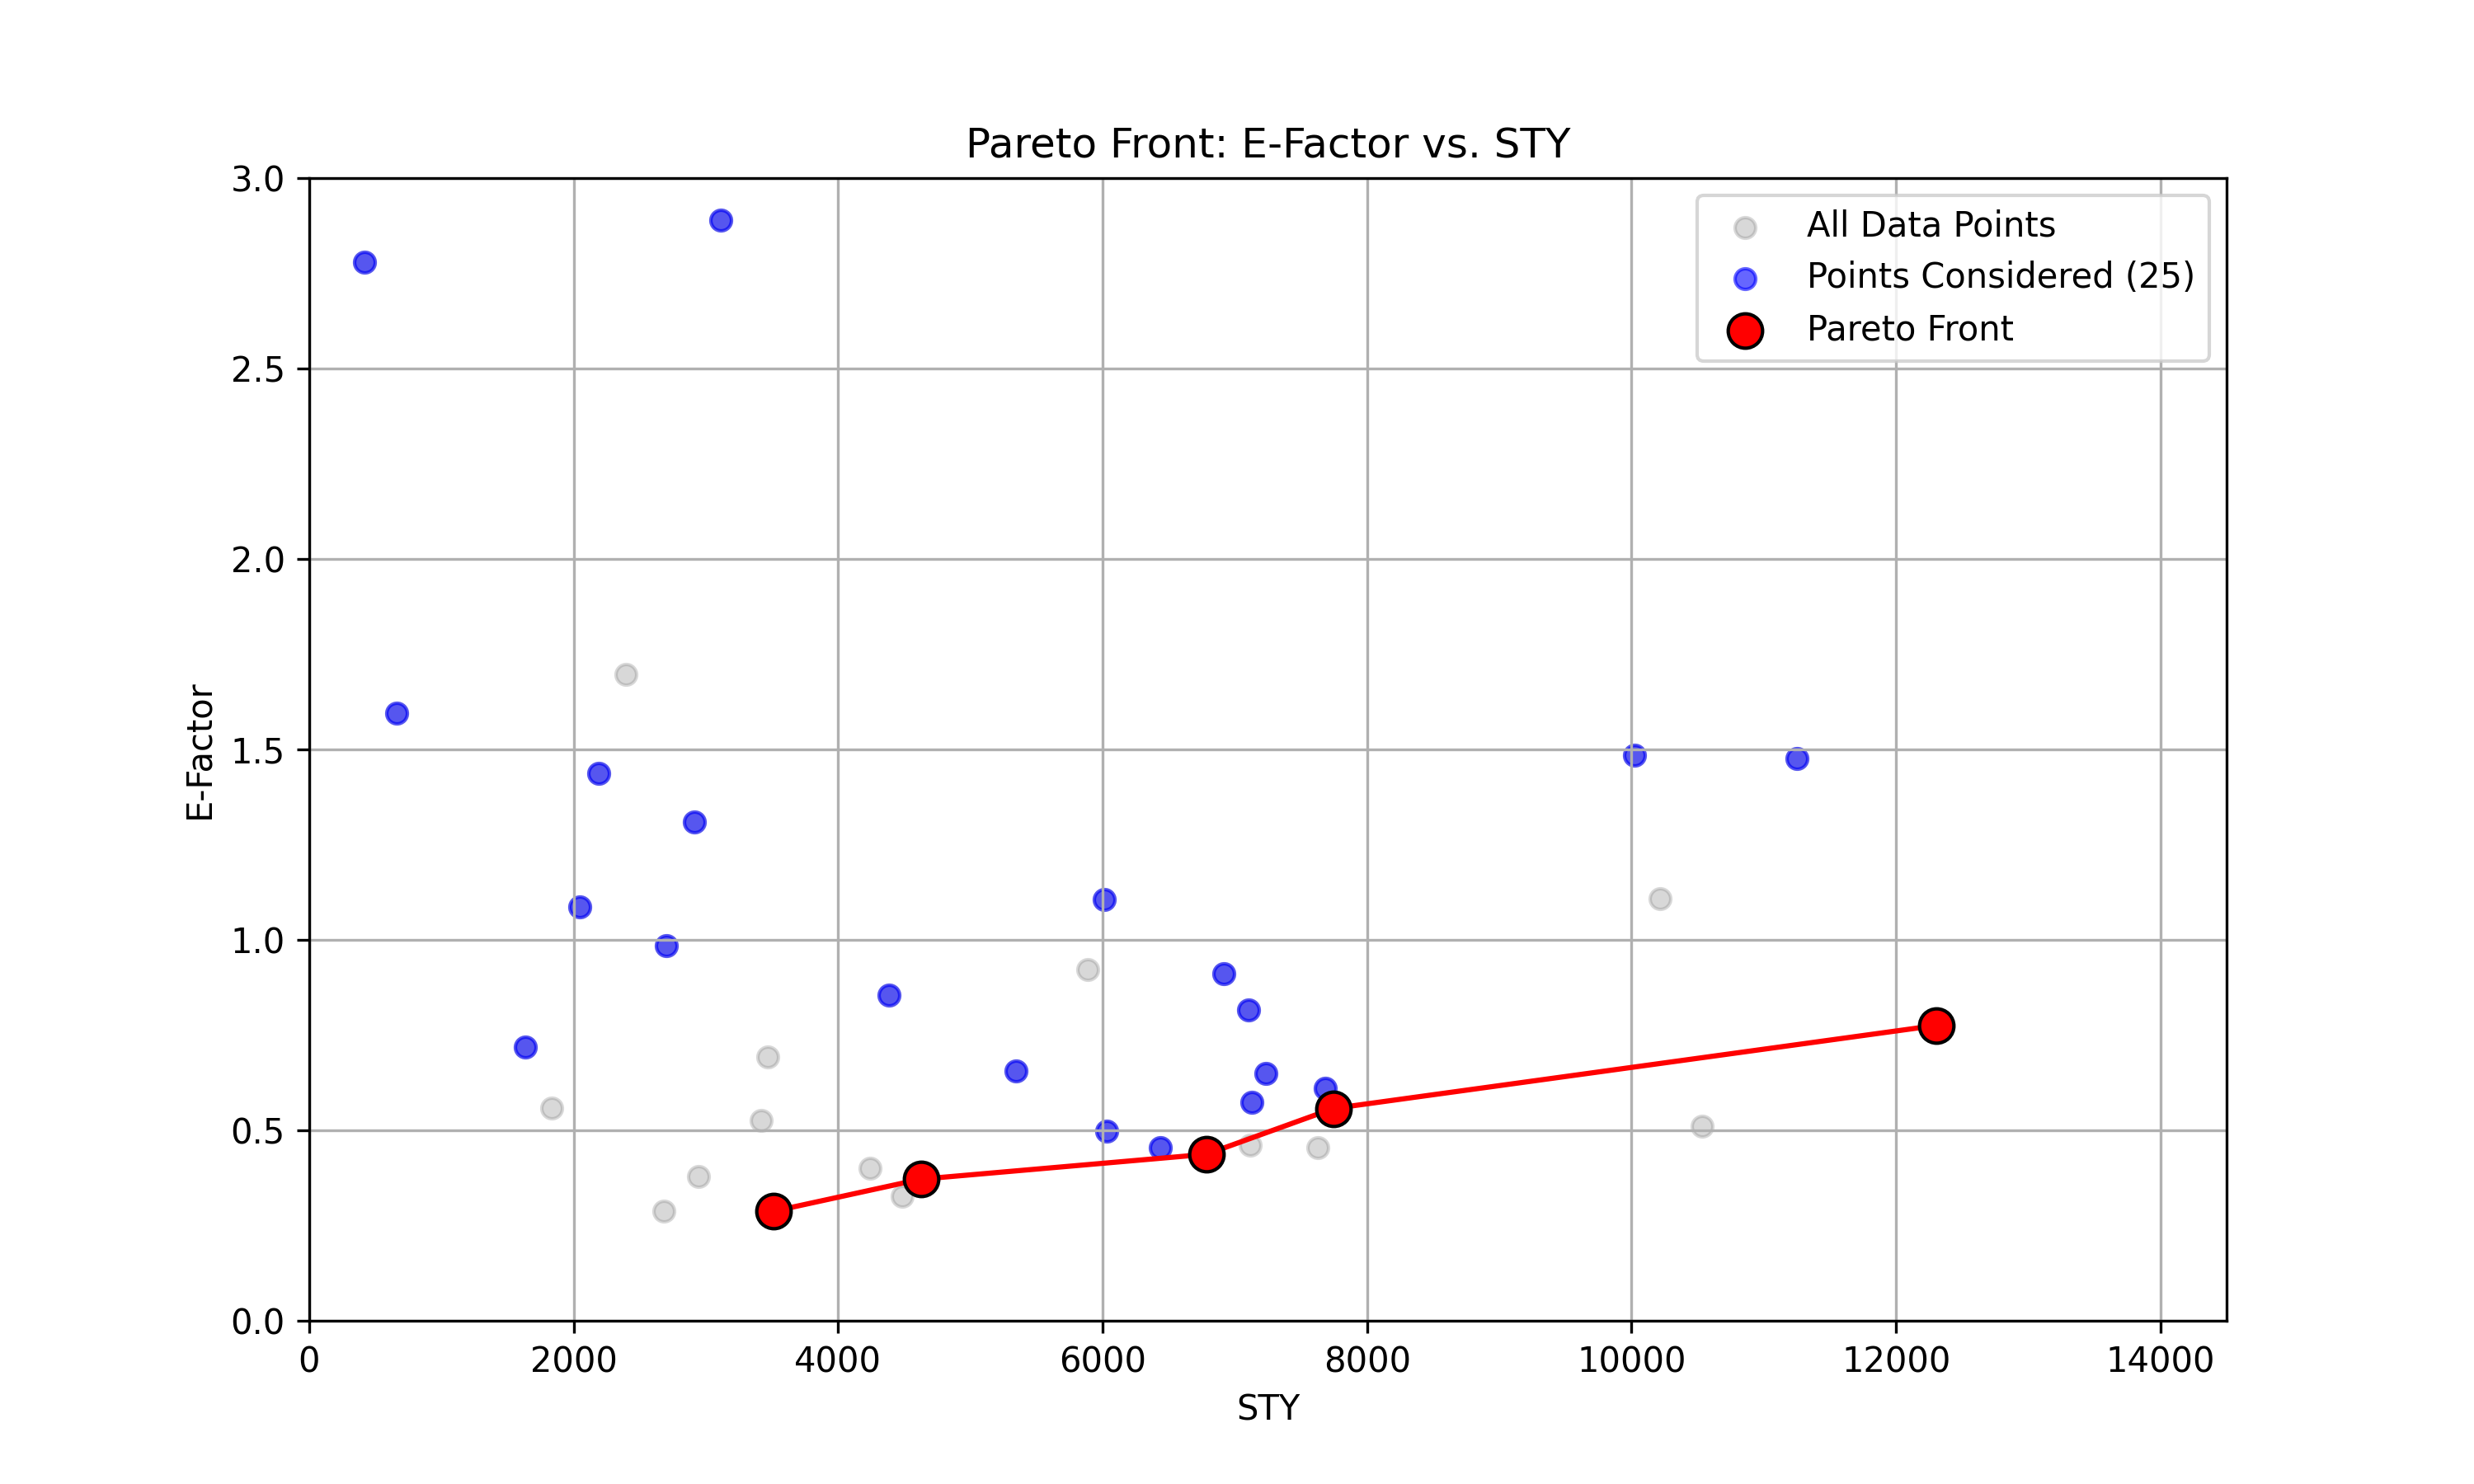 Pareto Front: E-Factor vs. STY
All Data Points
Points Considered (25)
Pareto Front
E-Factor
3.0
2.5
2.0
1.5
1.0
0.5
0.0
0 2000 4000 6000 8000 10000 12000 14000
STY